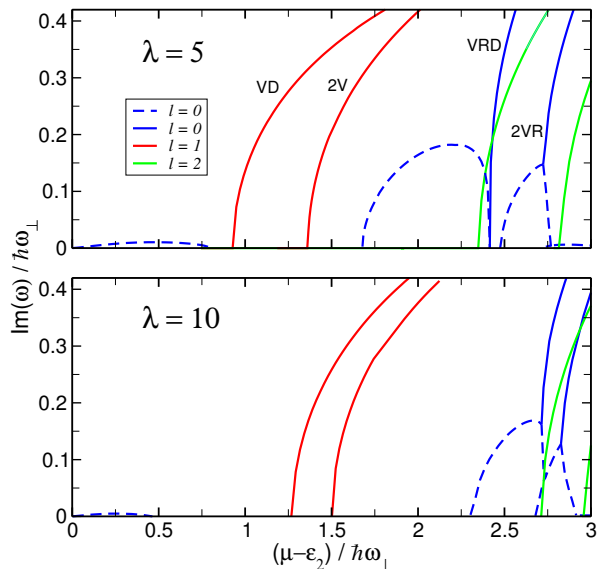 0.4
0.3
0.2
0.1
0
λ = 5
VD
2V
VRD
2VR
l = 0
l = 0
l = 1
l = 2
Im(ω) / ħω⊥
0.4
0.3
0.2
0.1
0
λ = 10
0 0.5 1 1.5 2 2.5 3
(μ−ε₂) / ħω⊥